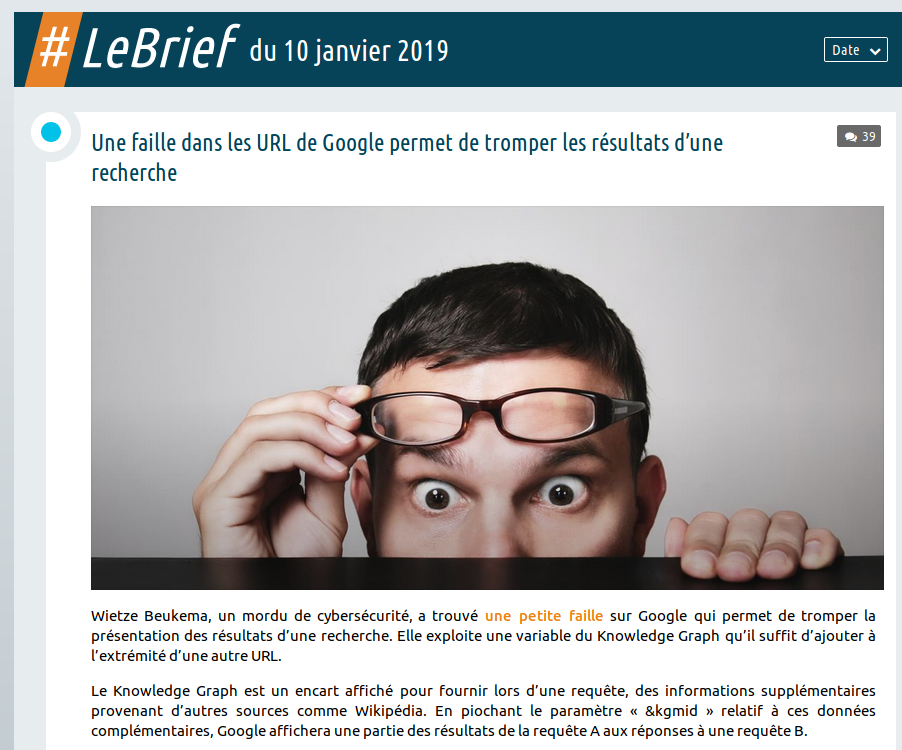 # LeBrief du 10 janvier 2019
Date
Une faille dans les URL de Google permet de tromper les résultats d’une
recherche
39
Wietze Beukema, un mordu de cybersécurité, a trouvé une petite faille sur Google qui permet de tromper la
présentation des résultats d’une recherche. Elle exploite une variable du Knowledge Graph qu’il suffit d’ajouter à
l’extrémité d’une autre URL.
Le Knowledge Graph est un encart affiché pour fournir lors d’une requête, des informations supplémentaires
provenant d’autres sources comme Wikipédia. En piochant le paramètre « &kgmid » relatif à ces données
complémentaires, Google affichera une partie des résultats de la requête A aux réponses à une requête B.